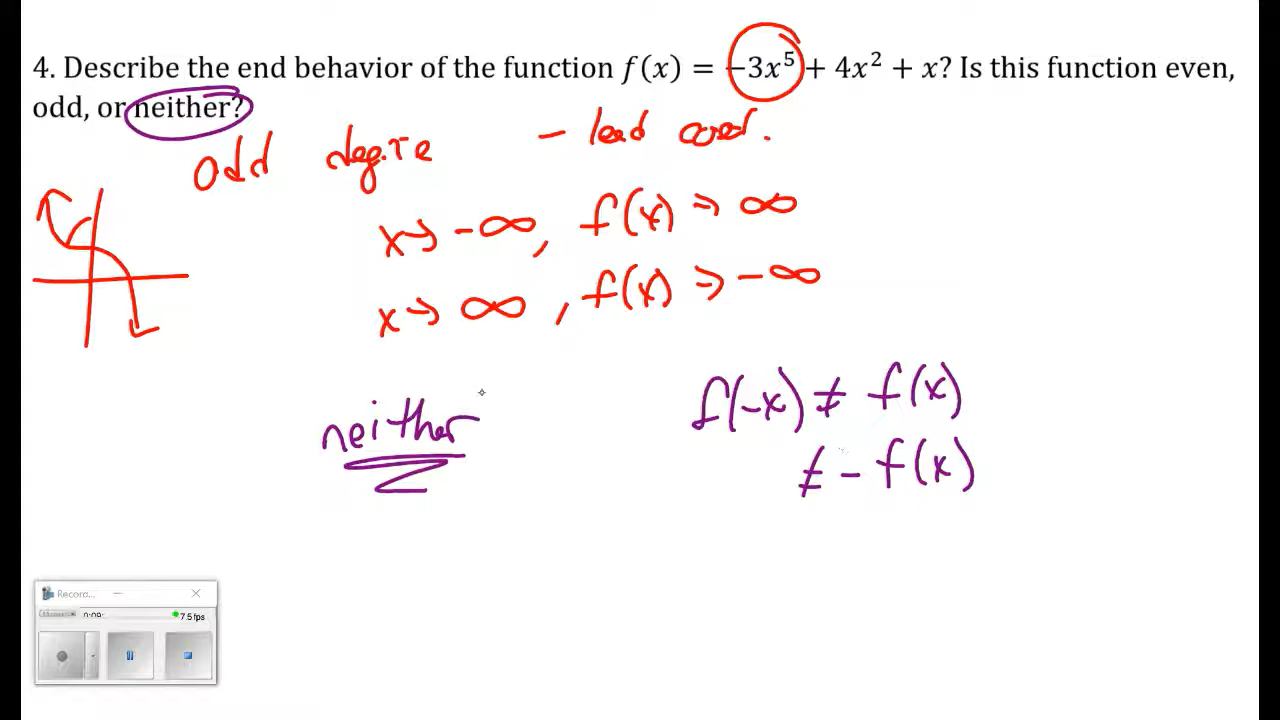 4. Describe the end behavior of the function f(x) = −3x⁵ + 4x² + x? Is this function even,
odd, or neither?
odd degree
- lead coef.
x→ -∞, f(x) → ∞
x→ ∞, f(x) → -∞
neither
f(-x) ≠ f(x)
≠ - f(x)
Recora...
7.5 fps